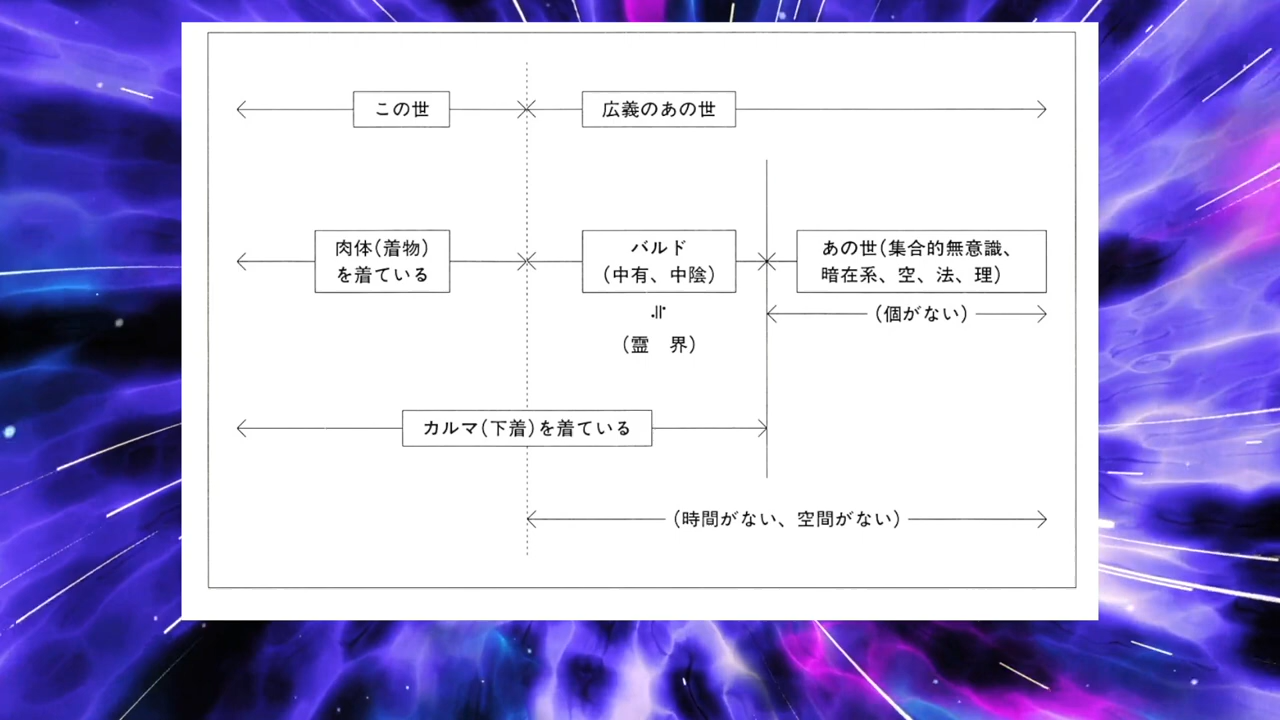 この世
広義のあの世
肉体(着物)
を着ている
バルド
(中有、中陰)
あの世(集合的無意識、
暗在系、空、法、理)
(個がない)
≒
(霊 界)
カルマ(下着)を着ている
(時間がない、空間がない)